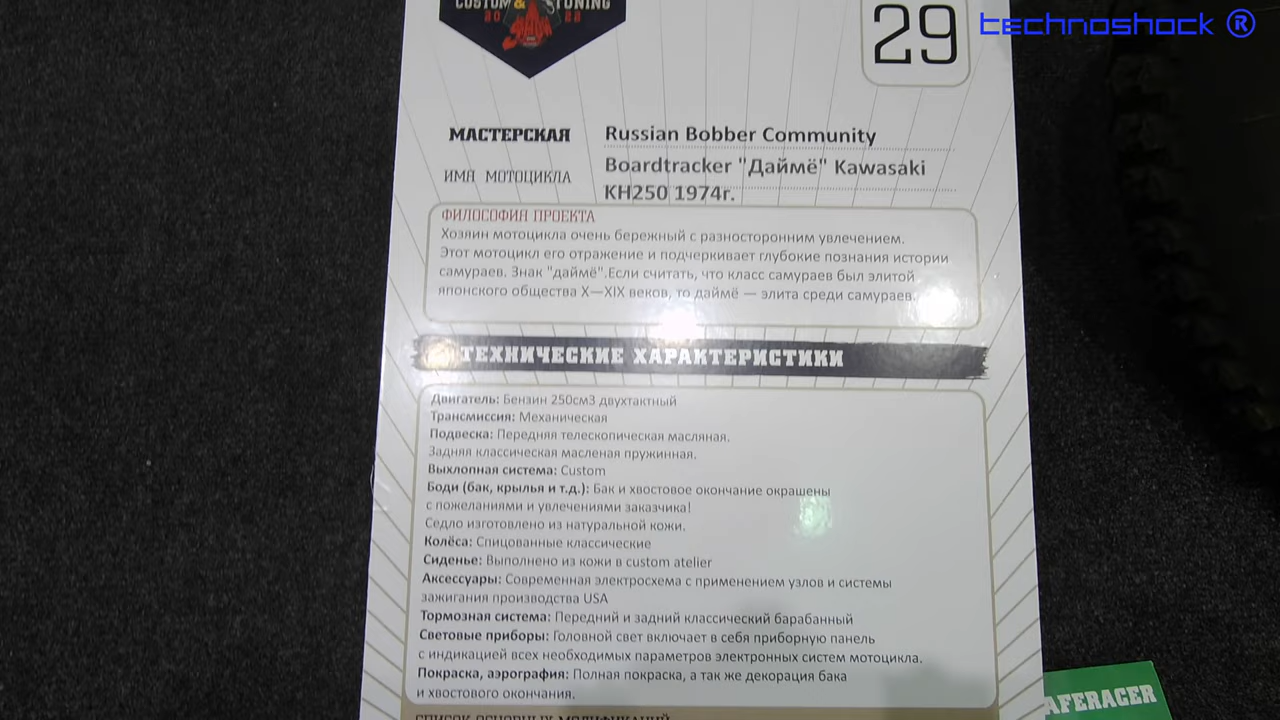 CUSTOM & TUNING
20 22
29
technoshock ®
МАСТЕРСКАЯ Russian Bobber Community
ИМЯ МОТОЦИКЛА Boardtracker "Даймё" Kawasaki
KH250 1974г.
ФИЛОСОФИЯ ПРОЕКТА
Хозяин мотоцикла очень бережный с разносторонним увлечением.
Этот мотоцикл его отражение и подчеркивает глубокие познания истории
самураев. Знак "даймё".Если считать, что класс самураев был элитой
японского общества X—XIX веков, то даймё — элита среди самураев.
ТЕХНИЧЕСКИЕ ХАРАКТЕРИСТИКИ
Двигатель: Бензин 250см3 двухтактный
Трансмиссия: Механическая
Подвеска: Передняя телескопическая масляная.
Задняя классическая масленая пружинная.
Выхлопная система: Custom
Боди (бак, крылья и т.д.): Бак и хвостовое окончание окрашены
с пожеланиями и увлечениями заказчика!
Седло изготовлено из натуральной кожи.
Колёса: Спицованные классические
Сиденье: Выполнено из кожи в custom atelier
Аксессуары: Современная электросхема с применением узлов и системы
зажигания производства USA
Тормозная система: Передний и задний классический барабанный
Световые приборы: Головной свет включает в себя приборную панель
с индикацией всех необходимых параметров электронных систем мотоцикла.
Покраска, аэрография: Полная покраска, а так же декорация бака
и хвостового окончания.
СПИСОК ОСНОВНЫХ МОДИФИКАЦИЙ
AFERACER